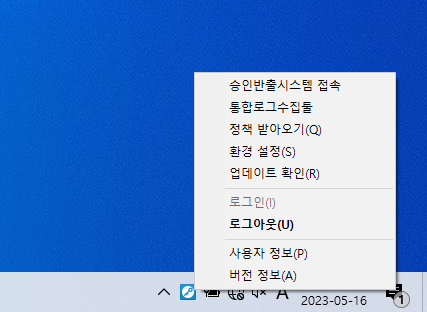 승인반출시스템 접속
통합로그수집툴
정책 받아오기(Q)
환경 설정(S)
업데이트 확인(R)
로그인(I)
로그아웃(U)
사용자 정보(P)
버전 정보(A)
A
2023-05-16
1